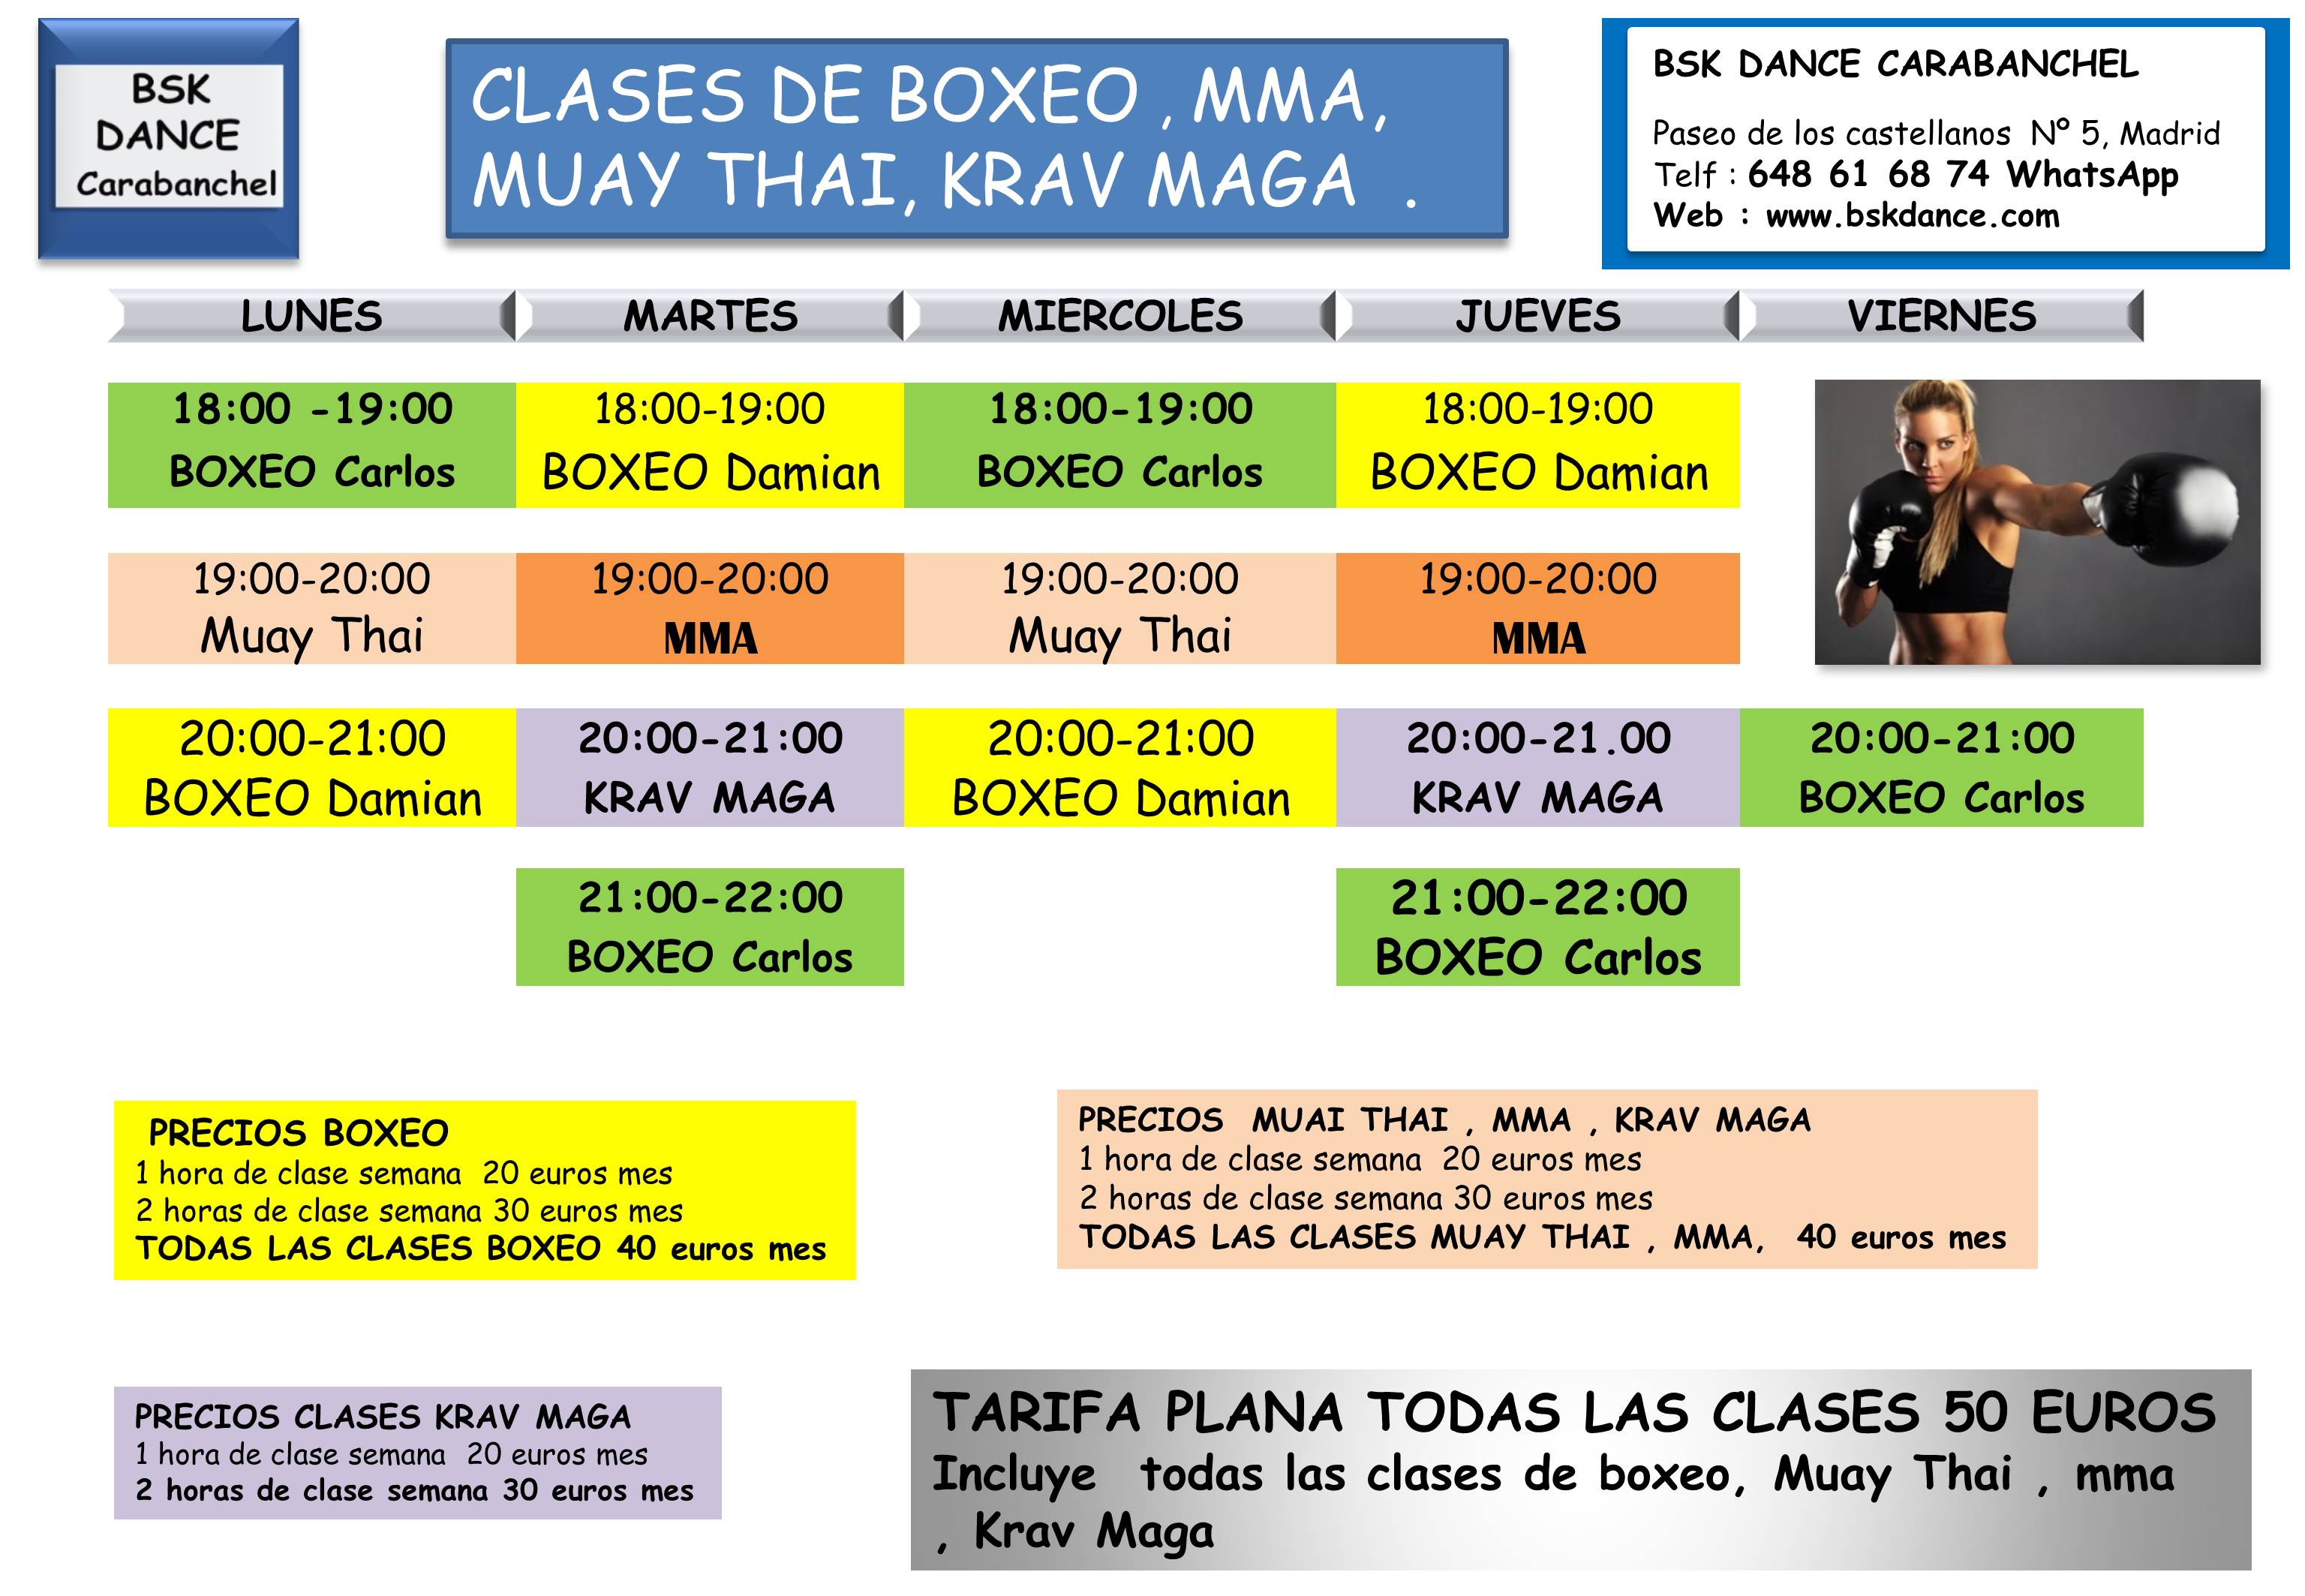 BSK
DANCE
Carabanchel
CLASES DE BOXEO , MMA,
MUAY THAI, KRAV MAGA .
BSK DANCE CARABANCHEL
Paseo de los castellanos Nº 5, Madrid
Telf : 648 61 68 74 WhatsApp
Web : www.bskdance.com
LUNES MARTES MIERCOLES JUEVES VIERNES
18:00 -19:00 18:00-19:00 18:00-19:00 18:00-19:00
BOXEO Carlos BOXEO Damian BOXEO Carlos BOXEO Damian
19:00-20:00 19:00-20:00 19:00-20:00 19:00-20:00
Muay Thai MMA Muay Thai MMA
20:00-21:00 20:00-21:00 20:00-21:00 20:00-21.00 20:00-21:00
BOXEO Damian KRAV MAGA BOXEO Damian KRAV MAGA BOXEO Carlos
21:00-22:00 21:00-22:00
BOXEO Carlos BOXEO Carlos
PRECIOS BOXEO
1 hora de clase semana 20 euros mes
2 horas de clase semana 30 euros mes
TODAS LAS CLASES BOXEO 40 euros mes
PRECIOS MUAI THAI , MMA , KRAV MAGA
1 hora de clase semana 20 euros mes
2 horas de clase semana 30 euros mes
TODAS LAS CLASES MUAY THAI , MMA, 40 euros mes
PRECIOS CLASES KRAV MAGA
1 hora de clase semana 20 euros mes
2 horas de clase semana 30 euros mes
TARIFA PLANA TODAS LAS CLASES 50 EUROS
Incluye todas las clases de boxeo, Muay Thai , mma
, Krav Maga